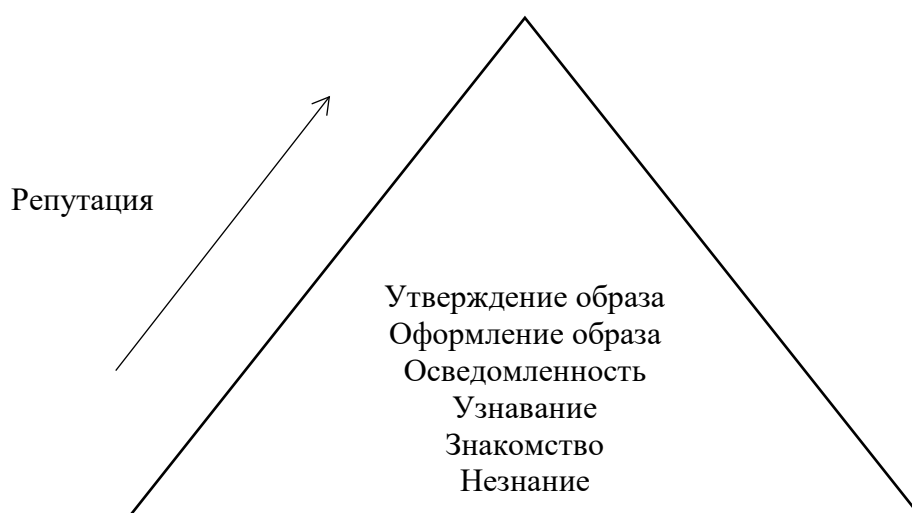 Репутация
Утверждение образа
Оформление образа
Осведомленность
Узнавание
Знакомство
Незнание